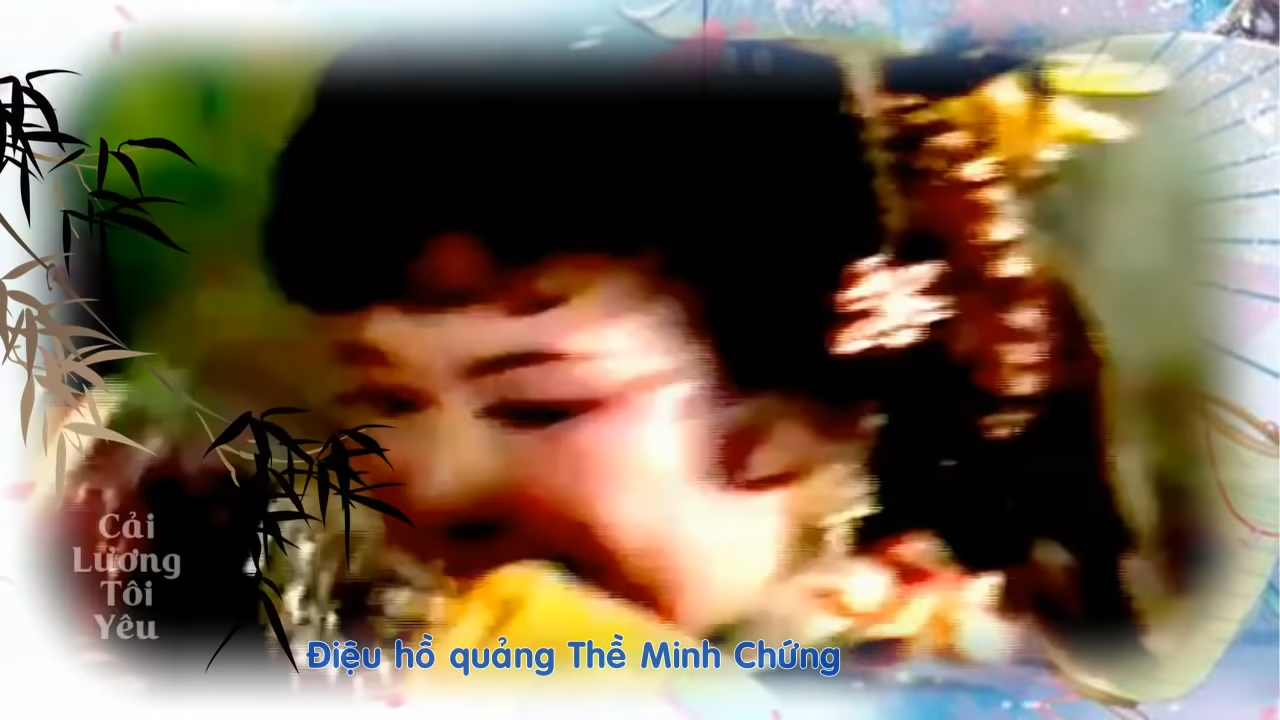 Cải
Lương
Tôi
Yêu
Điệu hồ quảng Thề Minh Chứng